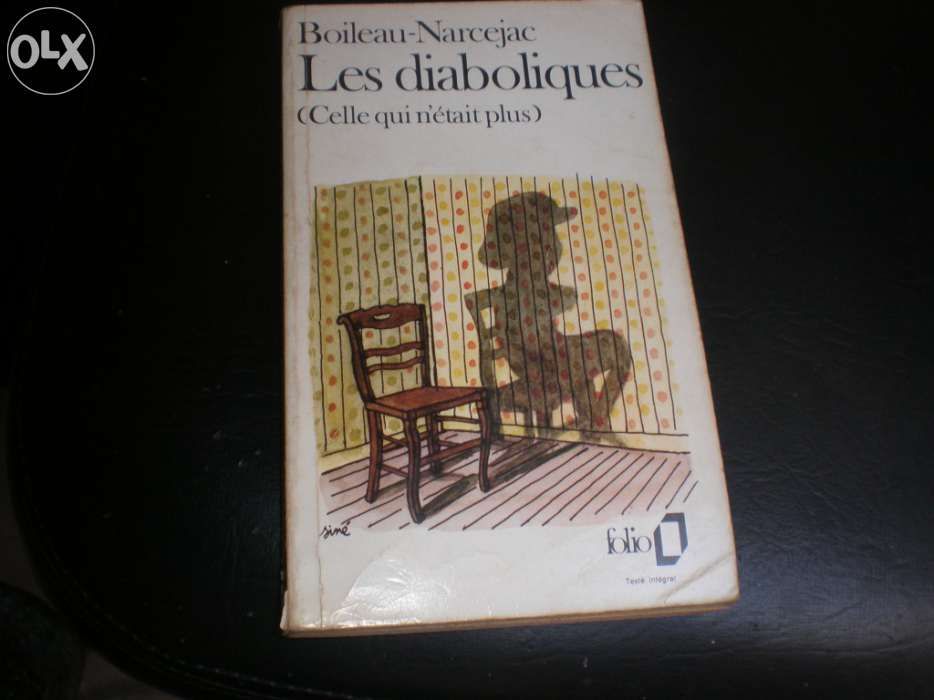 OLX
Boileau-Narcejac
Les diaboliques
(Celle qui n'était plus)
siné
folio
Texte intégral